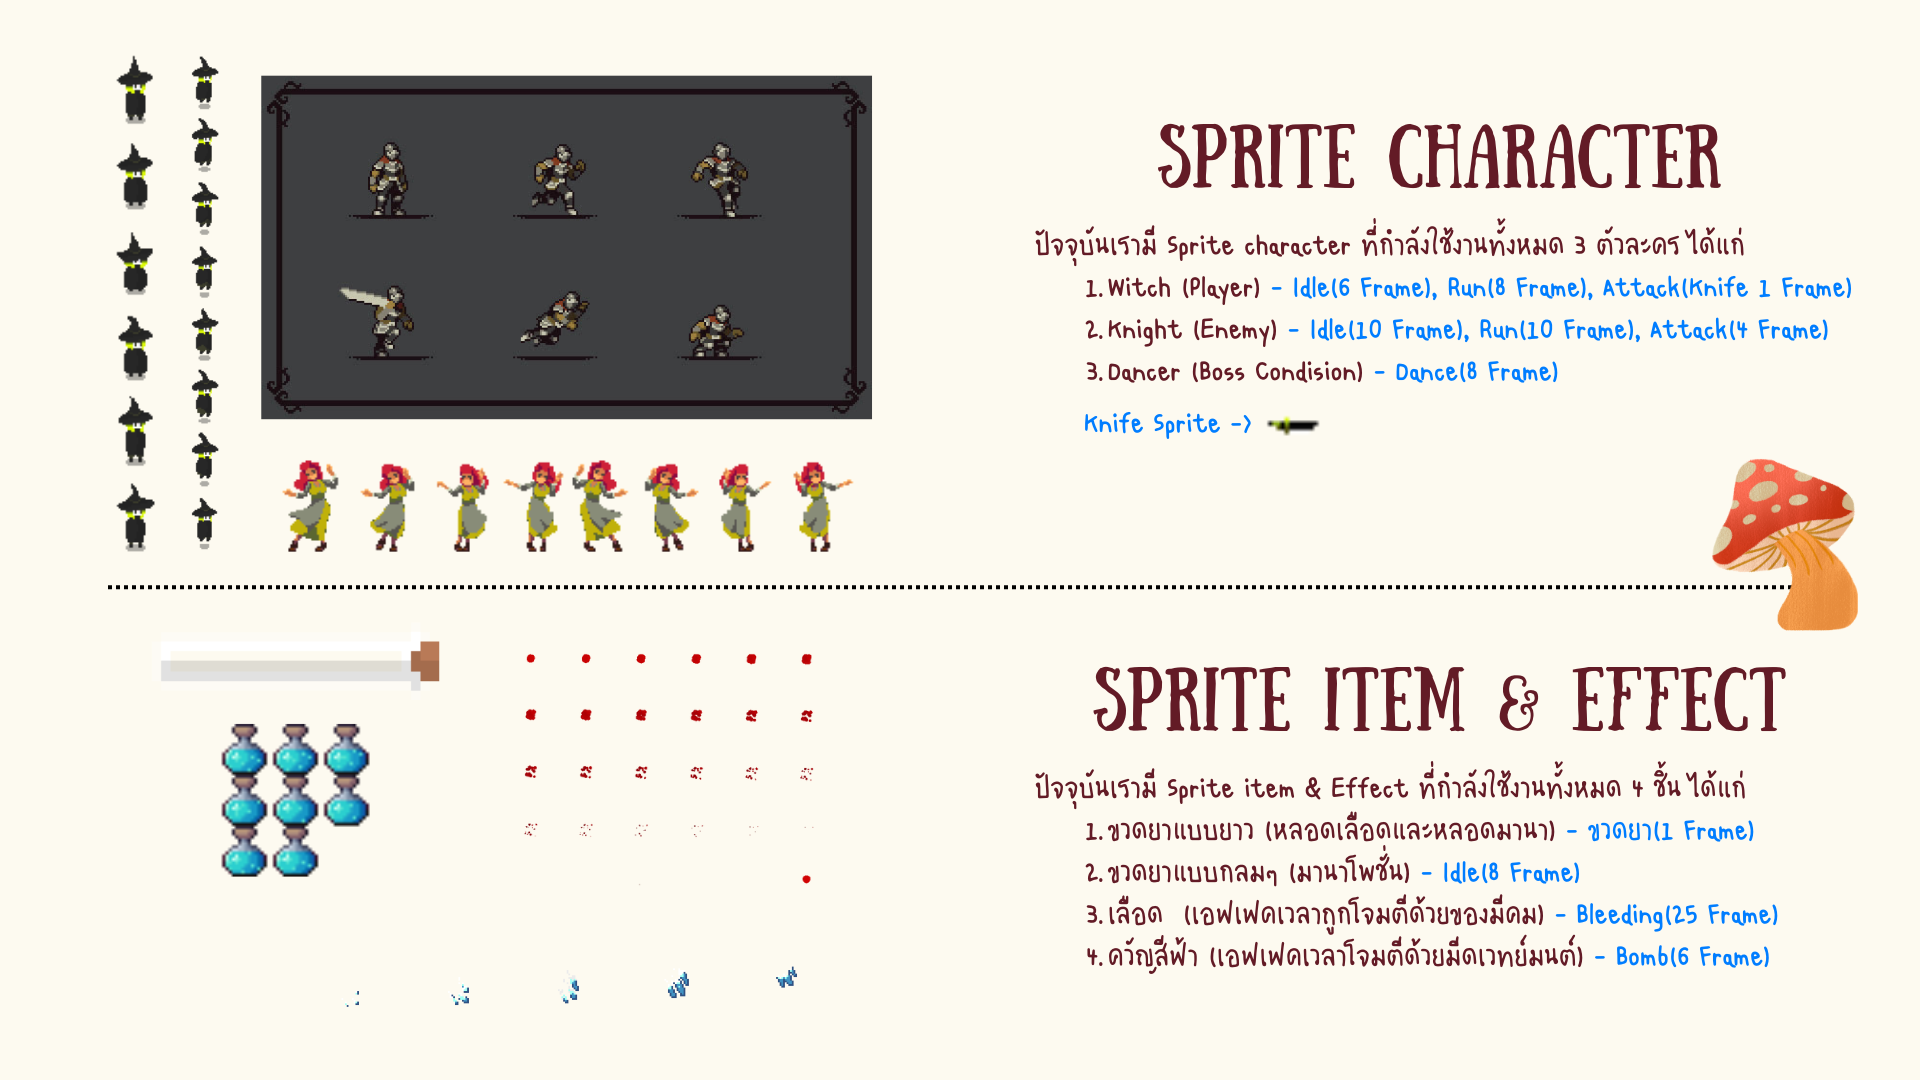 SPRITE CHARACTER
ปัจจุบันเรามี Sprite character ที่กำลังใช้งานทั้งหมด 3 ตัวละคร ได้แก่
1. Witch (Player) - Idle(6 Frame), Run(8 Frame), Attack(Knife 1 Frame)
2. Knight (Enemy) - Idle(10 Frame), Run(10 Frame), Attack(4 Frame)
3. Dancer (Boss Condision) - Dance(8 Frame)
Knife Sprite ->
SPRITE ITEM & EFFECT
ปัจจุบันเรามี Sprite item & Effect ที่กำลังใช้งานทั้งหมด 4 ชิ้น ได้แก่
1. ขวดยาแบบยาว (หลอดเลือดและหลอดมานา) - ขวดยา(1 Frame)
2. ขวดยาแบบกลมๆ (มานาโพชั่น) - Idle(8 Frame)
3. เลือด (เอฟเฟคเวลาถูกโจมตีด้วยของมีคม) - Bleeding(25 Frame)
4. ควัญสีฟ้า (เอฟเฟคเวลาโจมตีด้วยมีดเวทย์มนต์) - Bomb(6 Frame)